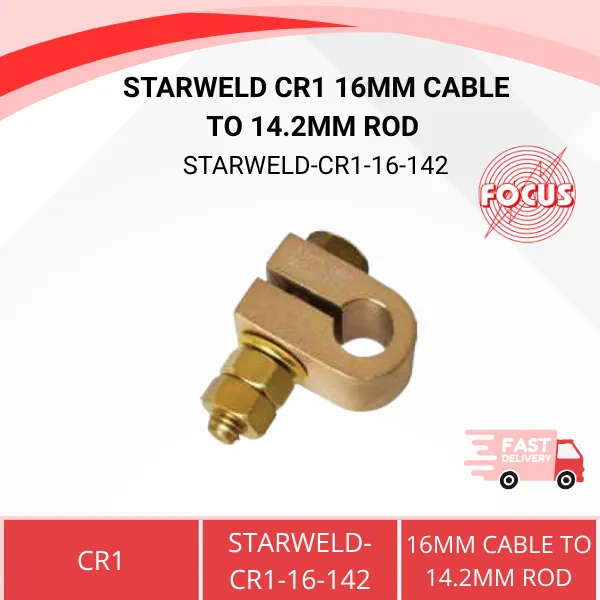 STARWELD CR1 16MM CABLE
TO 14.2MM ROD
STARWELD-CR1-16-142
FOCUS
FAST
DELIVERY
CR1
STARWELD-
CR1-16-142
16MM CABLE TO
14.2MM ROD